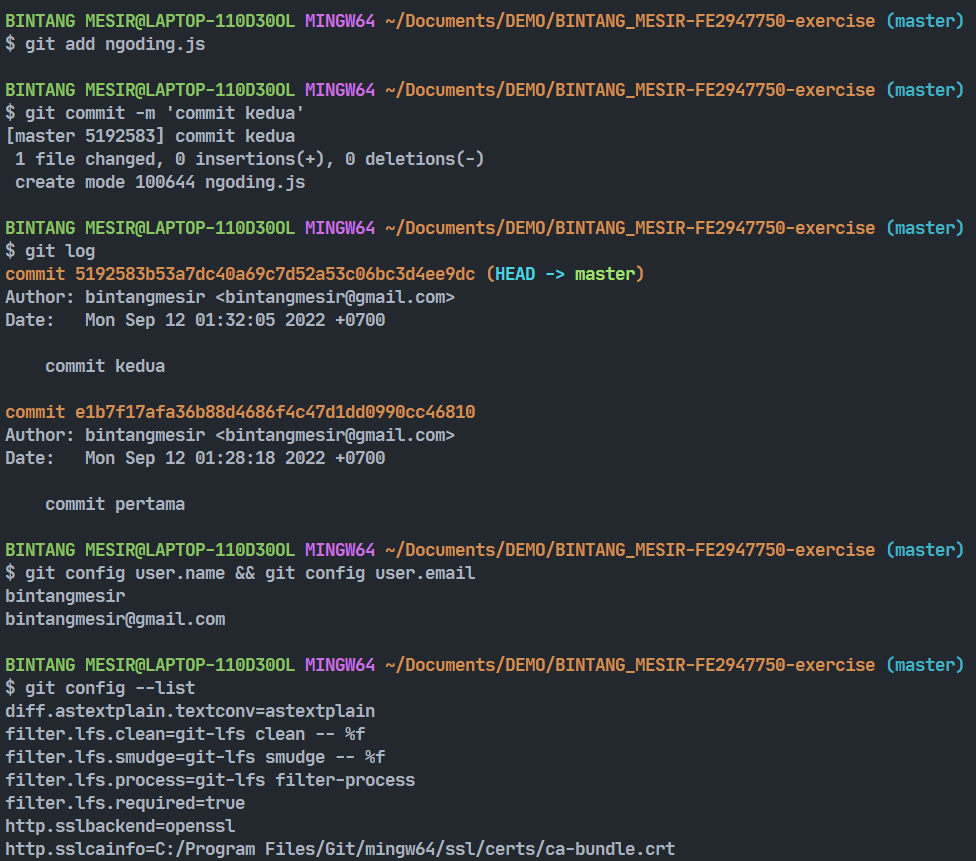 BINTANG MESIR@LAPTOP-110D30OL MINGW64 ~/Documents/DEMO/BINTANG_MESIR-FE2947750-exercise (master)
$ git add ngoding.js
BINTANG MESIR@LAPTOP-110D30OL MINGW64 ~/Documents/DEMO/BINTANG_MESIR-FE2947750-exercise (master)
$ git commit -m 'commit kedua'
[master 5192583] commit kedua
 1 file changed, 0 insertions(+), 0 deletions(-)
 create mode 100644 ngoding.js
BINTANG MESIR@LAPTOP-110D30OL MINGW64 ~/Documents/DEMO/BINTANG_MESIR-FE2947750-exercise (master)
$ git log
commit 5192583b53a7dc40a69c7d52a53c06bc3d4ee9dc (HEAD -> master)
Author: bintangmesir <bintangmesir@gmail.com>
Date:   Mon Sep 12 01:32:05 2022 +0700
    commit kedua
commit e1b7f17afa36b88d4686f4c47d1dd0990cc46810
Author: bintangmesir <bintangmesir@gmail.com>
Date:   Mon Sep 12 01:28:18 2022 +0700
    commit pertama
BINTANG MESIR@LAPTOP-110D30OL MINGW64 ~/Documents/DEMO/BINTANG_MESIR-FE2947750-exercise (master)
$ git config user.name && git config user.email
bintangmesir
bintangmesir@gmail.com
BINTANG MESIR@LAPTOP-110D30OL MINGW64 ~/Documents/DEMO/BINTANG_MESIR-FE2947750-exercise (master)
$ git config --list
diff.astextplain.textconv=astextplain
filter.lfs.clean=git-lfs clean -- %f
filter.lfs.smudge=git-lfs smudge -- %f
filter.lfs.process=git-lfs filter-process
filter.lfs.required=true
http.sslbackend=openssl
http.sslcainfo=C:/Program Files/Git/mingw64/ssl/certs/ca-bundle.crt